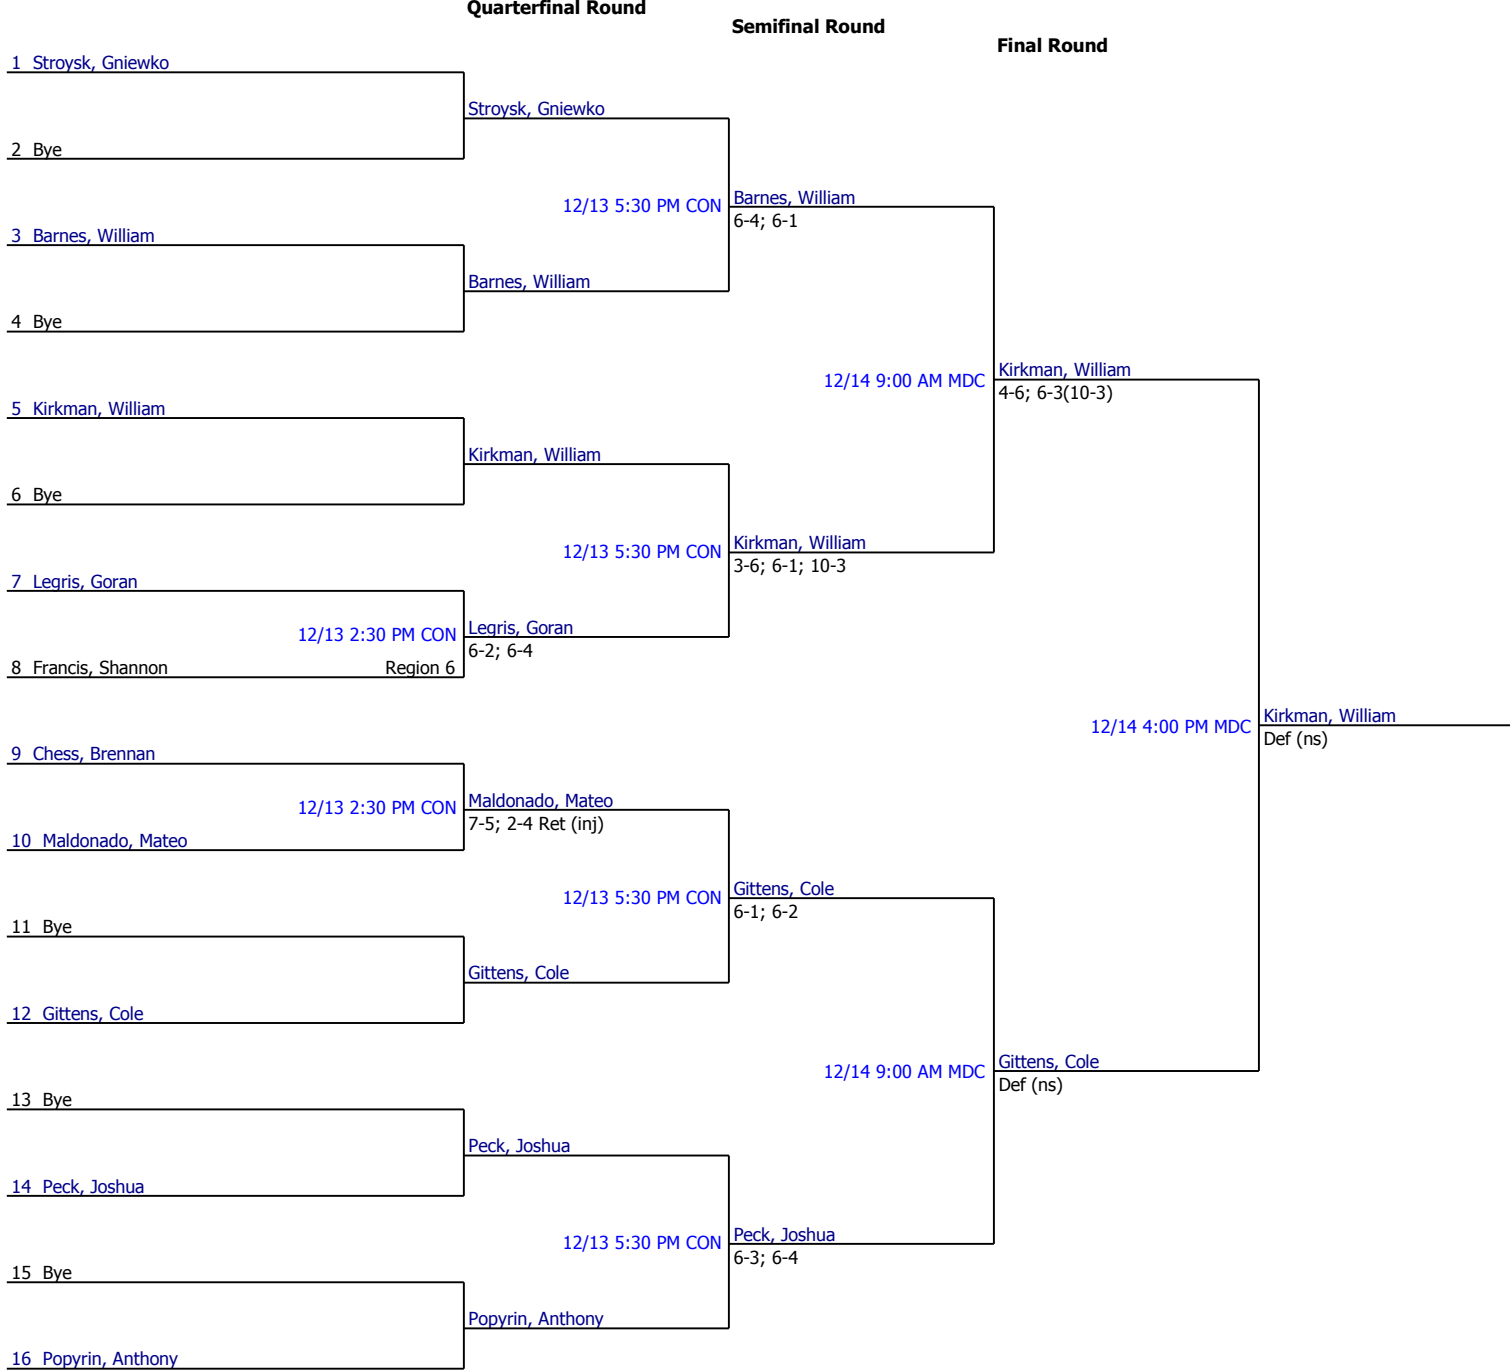 Quarterfinal Round
Semifinal Round
Final Round
1 Stroysk, Gniewko
Stroysk, Gniewko
2 Bye
12/13 5:30 PM CON
Barnes, William
6-4; 6-1
3 Barnes, William
Barnes, William
4 Bye
12/14 9:00 AM MDC
Kirkman, William
4-6; 6-3(10-3)
5 Kirkman, William
Kirkman, William
6 Bye
12/13 5:30 PM CON
Kirkman, William
3-6; 6-1; 10-3
7 Legris, Goran
12/13 2:30 PM CON
Legris, Goran
6-2; 6-4
8 Francis, Shannon Region 6
12/14 4:00 PM MDC
Kirkman, William
Def (ns)
9 Chess, Brennan
12/13 2:30 PM CON
Maldonado, Mateo
7-5; 2-4 Ret (inj)
10 Maldonado, Mateo
12/13 5:30 PM CON
Gittens, Cole
6-1; 6-2
11 Bye
Gittens, Cole
12 Gittens, Cole
12/14 9:00 AM MDC
Gittens, Cole
Def (ns)
13 Bye
Peck, Joshua
14 Peck, Joshua
12/13 5:30 PM CON
Peck, Joshua
6-3; 6-4
15 Bye
Popyrin, Anthony
16 Popyrin, Anthony